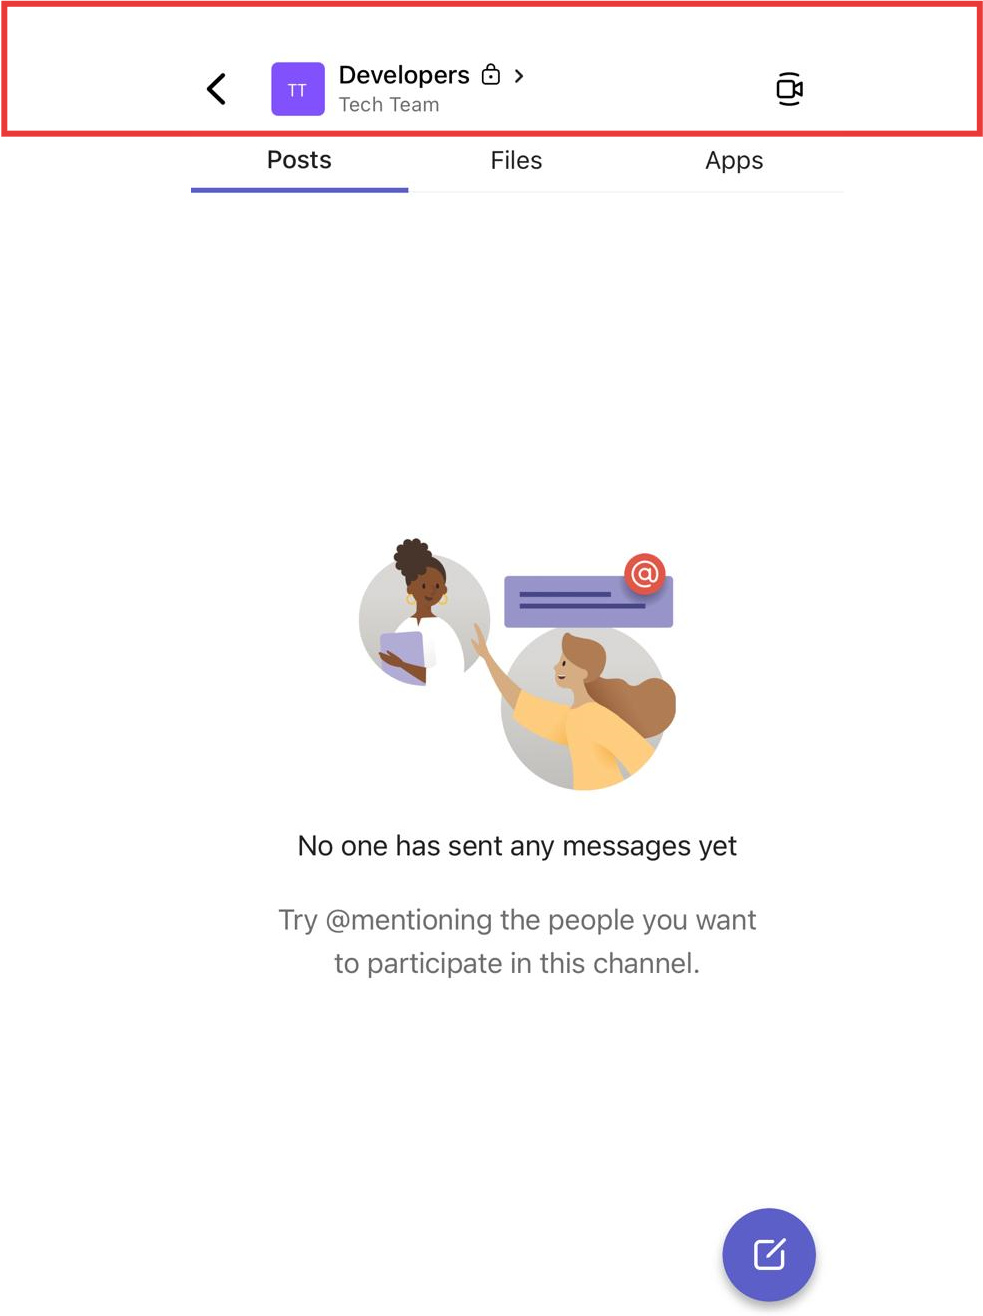 Developers
TT
Tech Team
Posts Files Apps
@
No one has sent any messages yet
Try @mentioning the people you want
to participate in this channel.